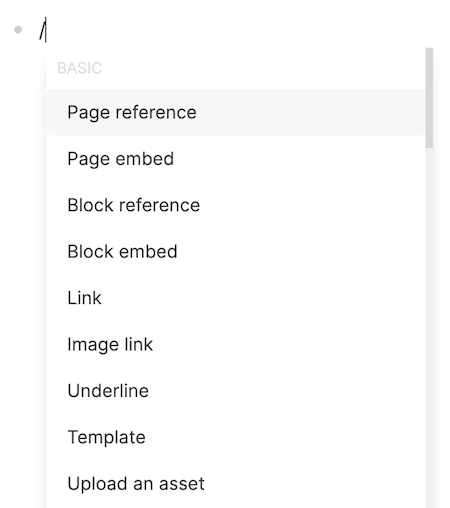 /
BASIC
Page reference
Page embed
Block reference
Block embed
Link
Image link
Underline
Template
Upload an asset